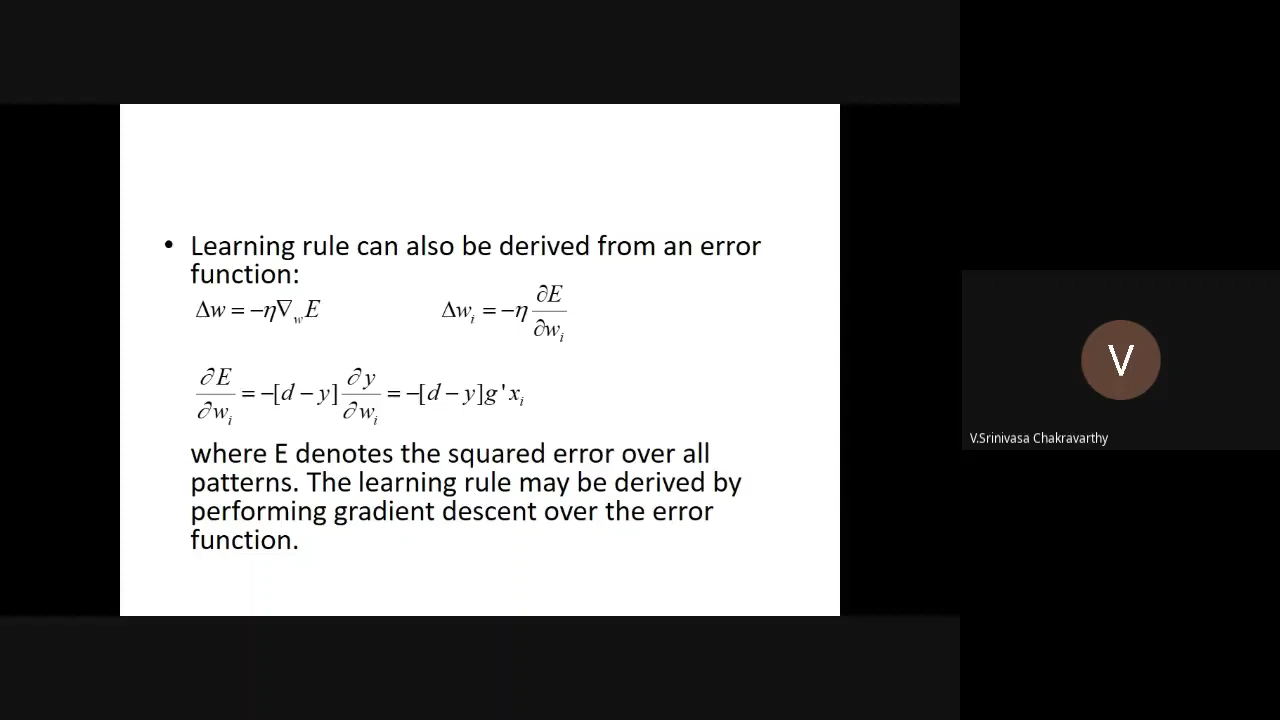 • Learning rule can also be derived from an error
function:
Δw = −η∇_w E    Δw_i = −η ∂E/∂w_i
∂E/∂w_i = −[d − y] ∂y/∂w_i = −[d − y]g' x_i
where E denotes the squared error over all
patterns. The learning rule may be derived by
performing gradient descent over the error
function.
V
V.Srinivasa Chakravarthy